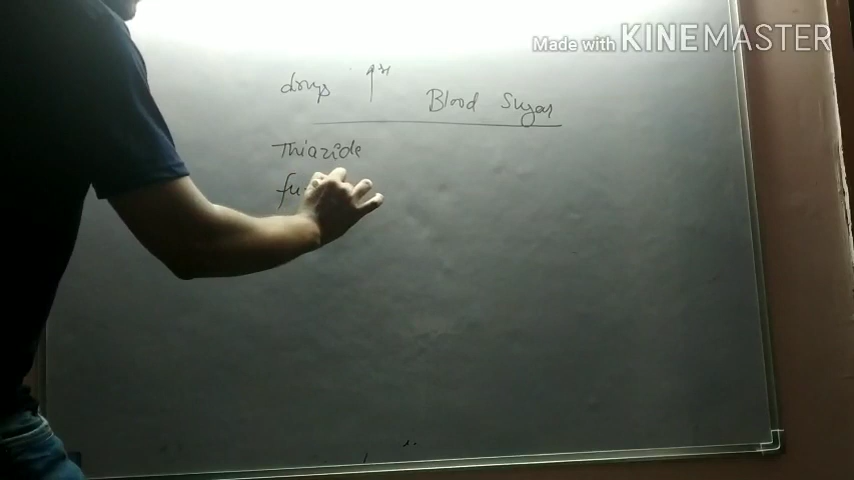 Made with KINEMASTER
drugs ↑
Blood Sugar
Thiazide
fu